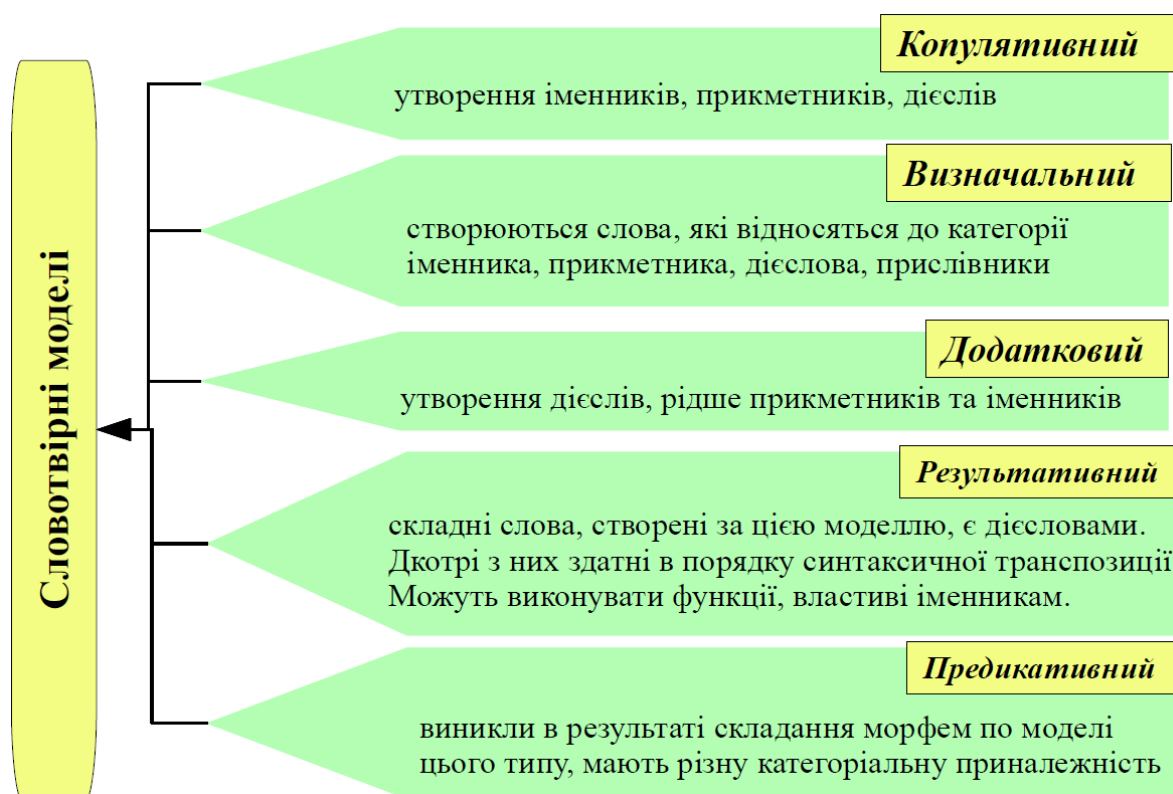 Словотвірні моделі
Копулятивний
утворення іменників, прикметників, дієслів
Визначальний
створюються слова, які відносяться до категорії
іменника, прикметника, дієслова, прислівники
Додатковий
утворення дієслів, рідше прикметників та іменників
Результативний
складні слова, створені за цією моделлю, є дієсловами.
Дкотрі з них здатні в порядку синтаксичної транспозиції
Можуть виконувати функції, властиві іменникам.
Предикативний
виникли в результаті складання морфем по моделі
цього типу, мають різну категоріальну приналежність